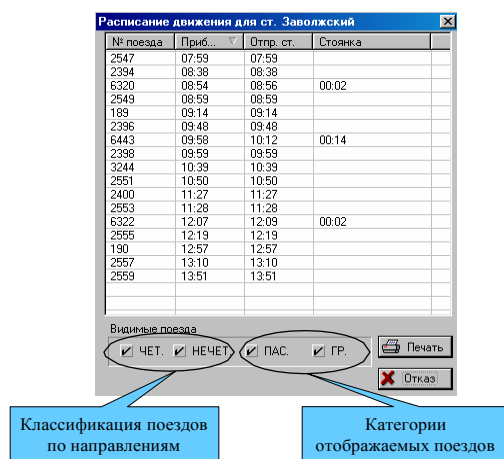 Расписание движения для ст. Заволжский
№ поезда Приб... Отпр. ст. Стоянка
2547 07:59 07:59
2394 08:38 08:38
6320 08:54 08:56 00:02
2549 08:59 08:59
189 09:14 09:14
2396 09:48 09:48
6443 09:58 10:12 00:14
2398 09:59 09:59
3244 10:39 10:39
2551 10:50 10:50
2400 11:27 11:27
2553 11:28 11:28
6322 12:07 12:09 00:02
2555 12:19 12:19
190 12:57 12:57
2557 13:10 13:10
2559 13:51 13:51
Видимые поезда
ЧЕТ. НЕЧЕТ. ПАС. ГР.
Печать
Отказ
Классификация поездов
по направлениям
Категории
отображаемых поездов